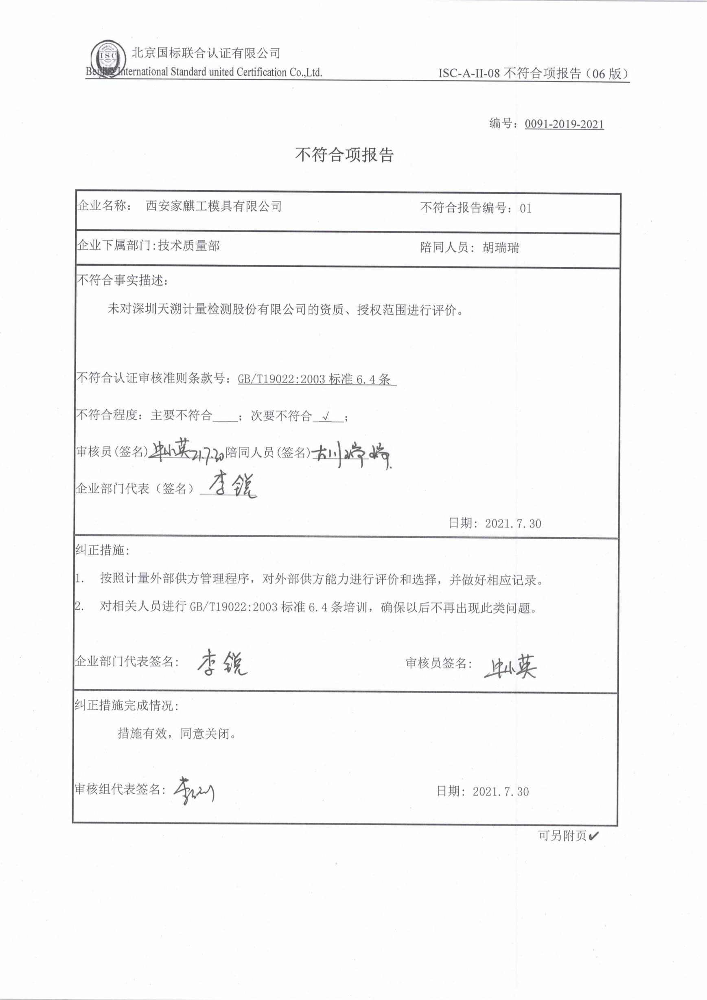 ISC
北京国标联合认证有限公司
Beijing International Standard united Certification Co.,Ltd.
ISC-A-II-08 不符合项报告（06 版）
编号：0091-2019-2021
不符合项报告
企业名称： 西安家麒工模具有限公司 不符合报告编号：01
企业下属部门:技术质量部 陪同人员: 胡瑞瑞
不符合事实描述:
未对深圳天溯计量检测股份有限公司的资质、授权范围进行评价。
不符合认证审核准则条款号：GB/T19022:2003 标准 6.4 条
不符合程度：主要不符合____；次要不符合 √ ；
审核员(签名) 21.7.30 陪同人员(签名) 胡瑞瑞
企业部门代表（签名） 李锐
日期: 2021.7.30
纠正措施:
1. 按照计量外部供方管理程序，对外部供方能力进行评价和选择，并做好相应记录。
2. 对相关人员进行 GB/T19022:2003 标准 6.4 条培训，确保以后不再出现此类问题。
企业部门代表签名: 李锐 审核员签名:
纠正措施完成情况:
措施有效，同意关闭。
审核组代表签名: 日期: 2021.7.30
可另附页✔